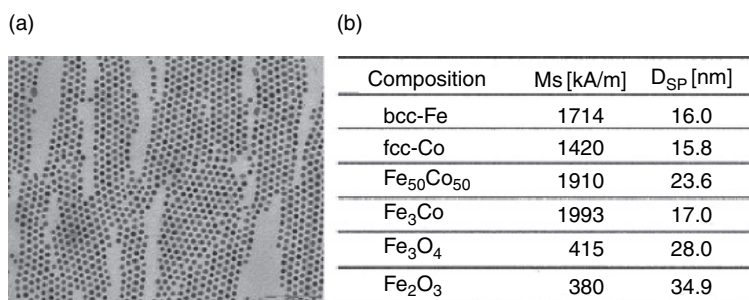 (a)
(b)
Composition Ms [kA/m] D_SP [nm]
bcc-Fe 1714 16.0
fcc-Co 1420 15.8
Fe₅₀Co₅₀ 1910 23.6
Fe₃Co 1993 17.0
Fe₃O₄ 415 28.0
Fe₂O₃ 380 34.9